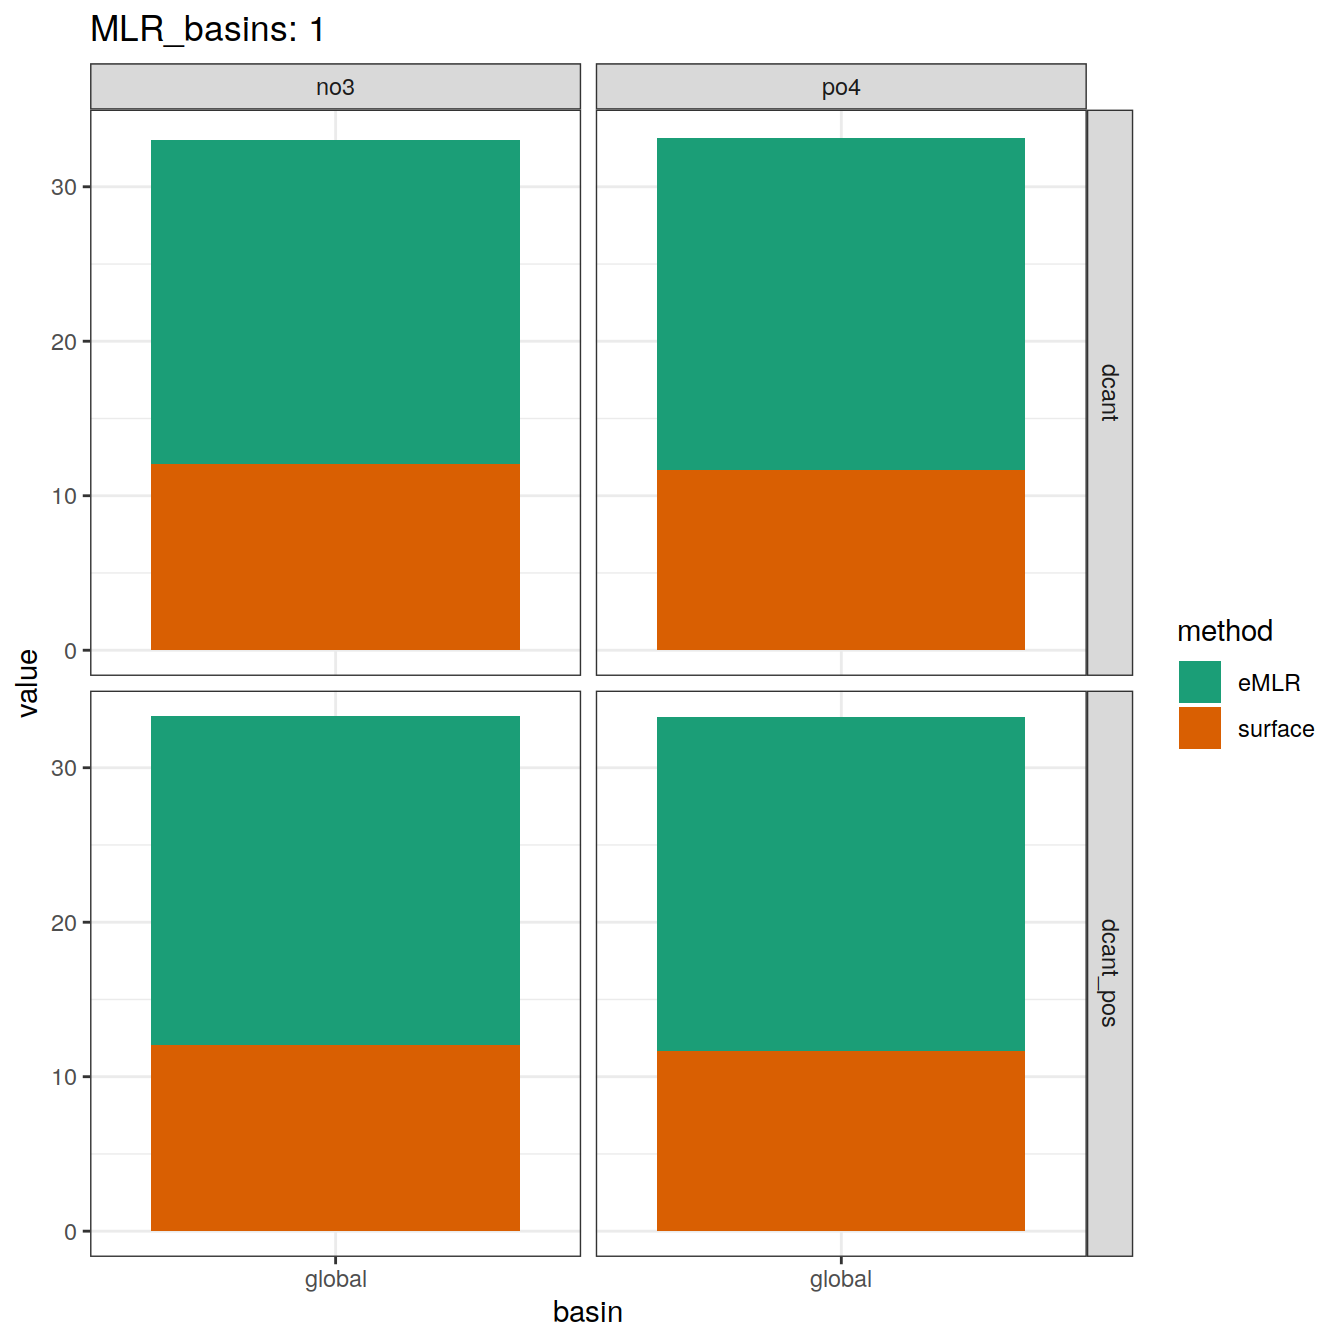 MLR_basins: 1
no3
po4
30
20
10
0
dcant
30
20
10
0
dcant_pos
value
global
global
basin
method
eMLR
surface